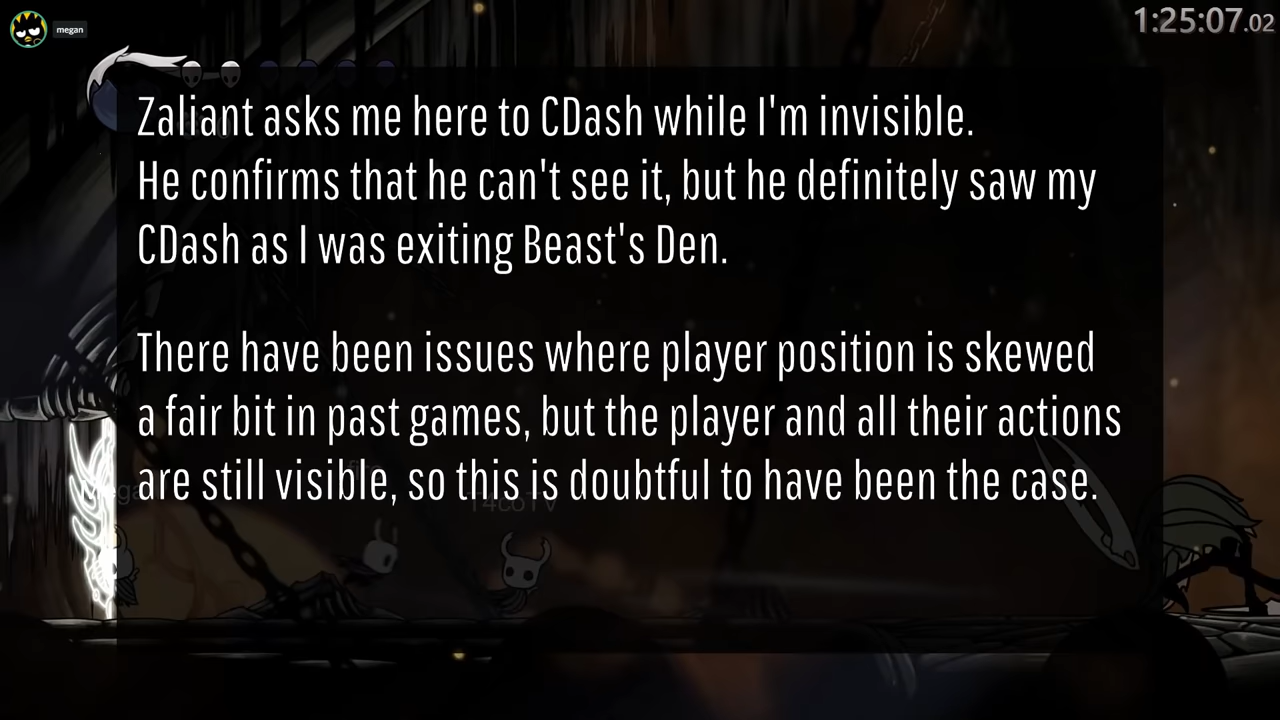 megan
1:25:07.02
Zaliant asks me here to CDash while I'm invisible.
He confirms that he can't see it, but he definitely saw my
CDash as I was exiting Beast's Den.
There have been issues where player position is skewed
a fair bit in past games, but the player and all their actions
are still visible, so this is doubtful to have been the case.
T4coTV